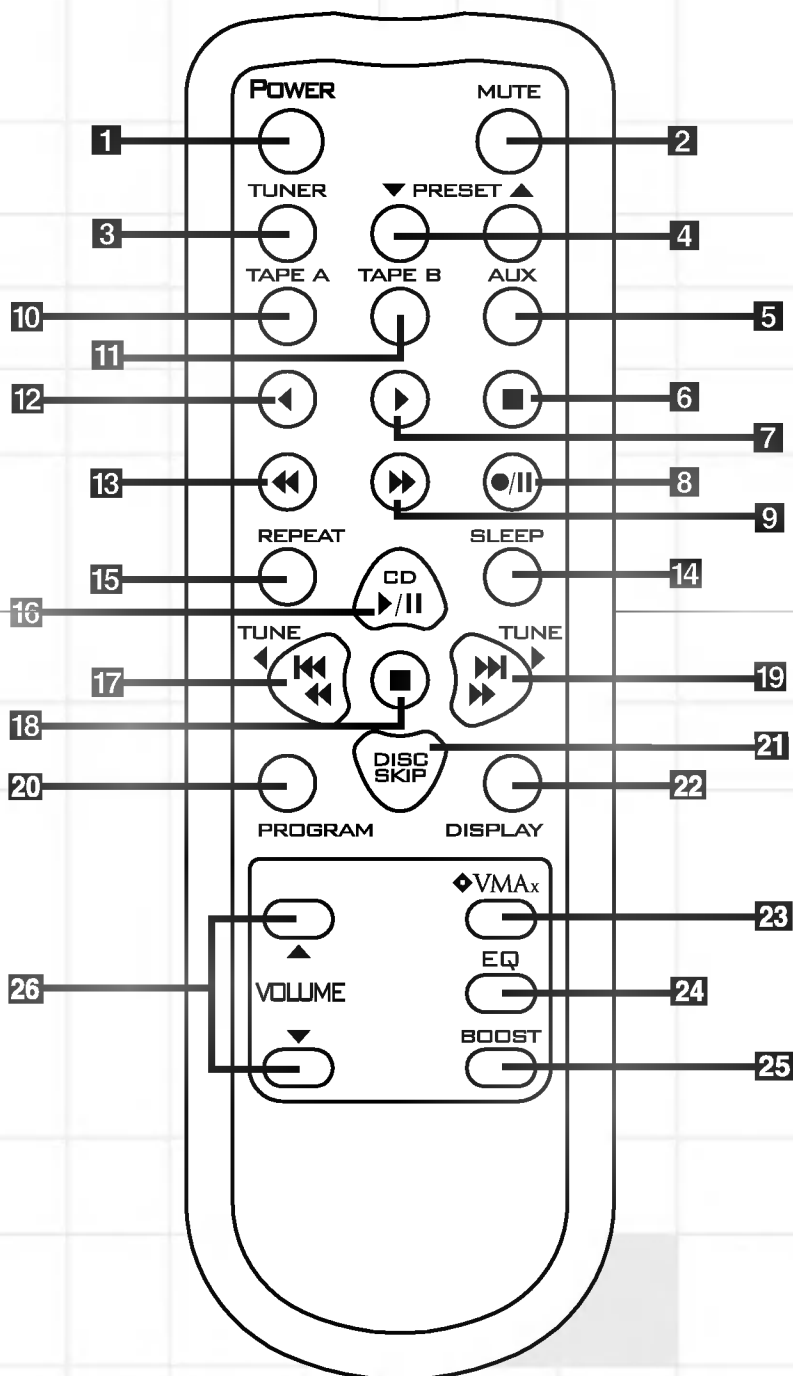 POWER MUTE
1 2
TUNER ▼ PRESET ▲
3 4
TAPE A TAPE B AUX
10 11 5
12 ◀ ▶ ■ 6
7
13 ◀◀ ▶▶ ●/II 8
9
REPEAT SLEEP
15 CD 14
16 ▶/II
TUNE ◀ TUNE ▶
17 I◀◀ ▶▶I 19
◀◀ ▶▶
18 ■
21
20 DISC 22
SKIP
PROGRAM DISPLAY
◆VMAx
▲ 23
EQ
26 VOLUME 24
▼ BOOST
25